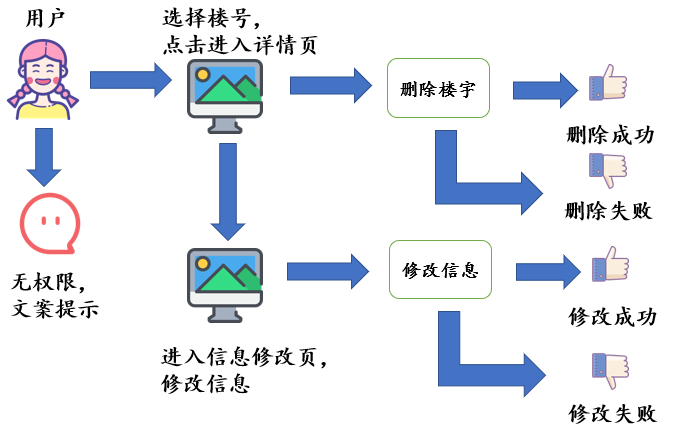 用户
选择楼号，
点击进入详情页
删除楼宇
删除成功
删除失败
无权限，
文案提示
修改信息
修改成功
进入信息修改页，
修改信息
修改失败